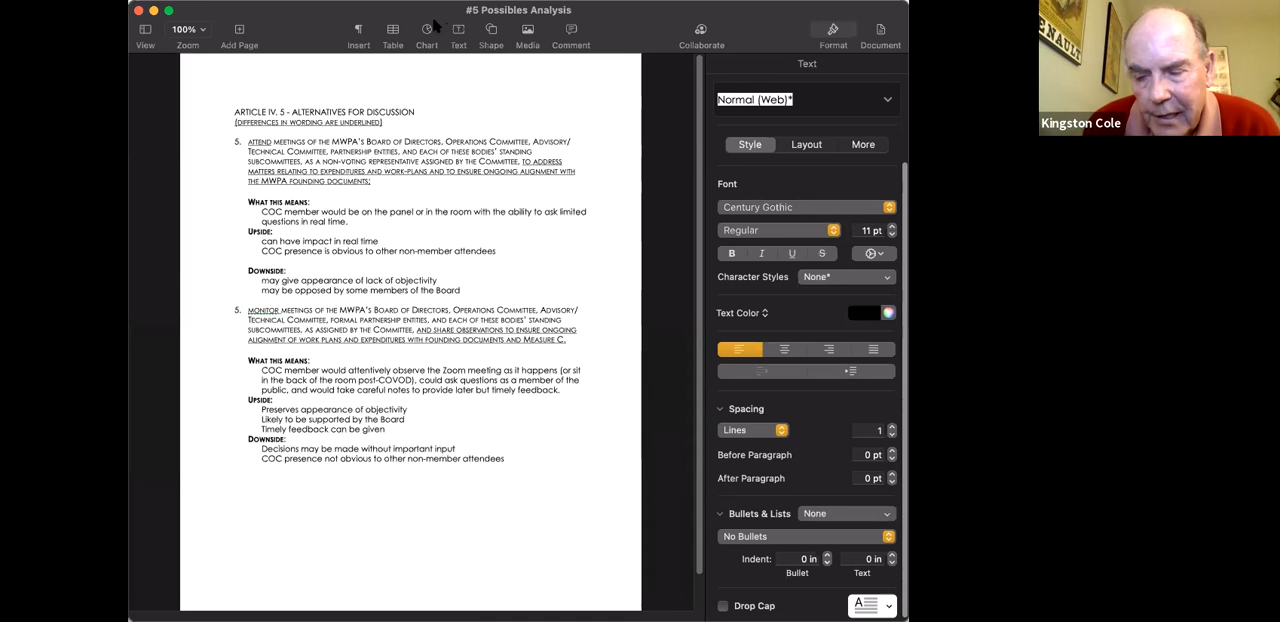 #5 Possibles Analysis
100%
View
Zoom
Add Page
Insert
Table
Chart
Text
Shape
Media
Comment
Collaborate
Format
Document
ARTICLE IV. 5 - ALTERNATIVES FOR DISCUSSION
(DIFFERENCES IN WORDING ARE UNDERLINED)
5. ATTEND MEETINGS OF THE MWPA'S BOARD OF DIRECTORS, OPERATIONS COMMITTEE, ADVISORY/
TECHNICAL COMMITTEE, PARTNERSHIP ENTITIES, AND EACH OF THESE BODIES' STANDING
SUBCOMMITTEES, AS A NON-VOTING REPRESENTATIVE ASSIGNED BY THE COMMITTEE, TO ADDRESS
MATTERS RELATING TO EXPENDITURES AND WORK-PLANS AND TO ENSURE ONGOING ALIGNMENT WITH
THE MWPA FOUNDING DOCUMENTS;
WHAT THIS MEANS:
COC member would be on the panel or in the room with the ability to ask limited
questions in real time.
UPSIDE:
can have impact in real time
COC presence is obvious to other non-member attendees
DOWNSIDE:
may give appearance of lack of objectivity
may be opposed by some members of the Board
5. MONITOR MEETINGS OF THE MWPA'S BOARD OF DIRECTORS, OPERATIONS COMMITTEE, ADVISORY/
TECHNICAL COMMITTEE, FORMAL PARTNERSHIP ENTITIES, AND EACH OF THESE BODIES' STANDING
SUBCOMMITTEES, AS ASSIGNED BY THE COMMITTEE, AND SHARE OBSERVATIONS TO ENSURE ONGOING
ALIGNMENT OF WORK PLANS AND EXPENDITURES WITH FOUNDING DOCUMENTS AND MEASURE C.
WHAT THIS MEANS:
COC member would attentively observe the Zoom meeting as it happens (or sit
in the back of the room post-COVOD), could ask questions as a member of the
public, and would take careful notes to provide later but timely feedback.
UPSIDE:
Preserves appearance of objectivity
Likely to be supported by the Board
Timely feedback can be given
DOWNSIDE:
Decisions may be made without important input
COC presence not obvious to other non-member attendees
Text
Normal (Web)*
Style
Layout
More
Font
Century Gothic
Regular
11 pt
B
I
U
S
Character Styles
None*
Text Color
Spacing
Lines
1
Before Paragraph
0 pt
After Paragraph
0 pt
Bullets & Lists
None
No Bullets
Indent:
0 in
0 in
Bullet
Text
Drop Cap
A
ENAULT
Kingston Cole